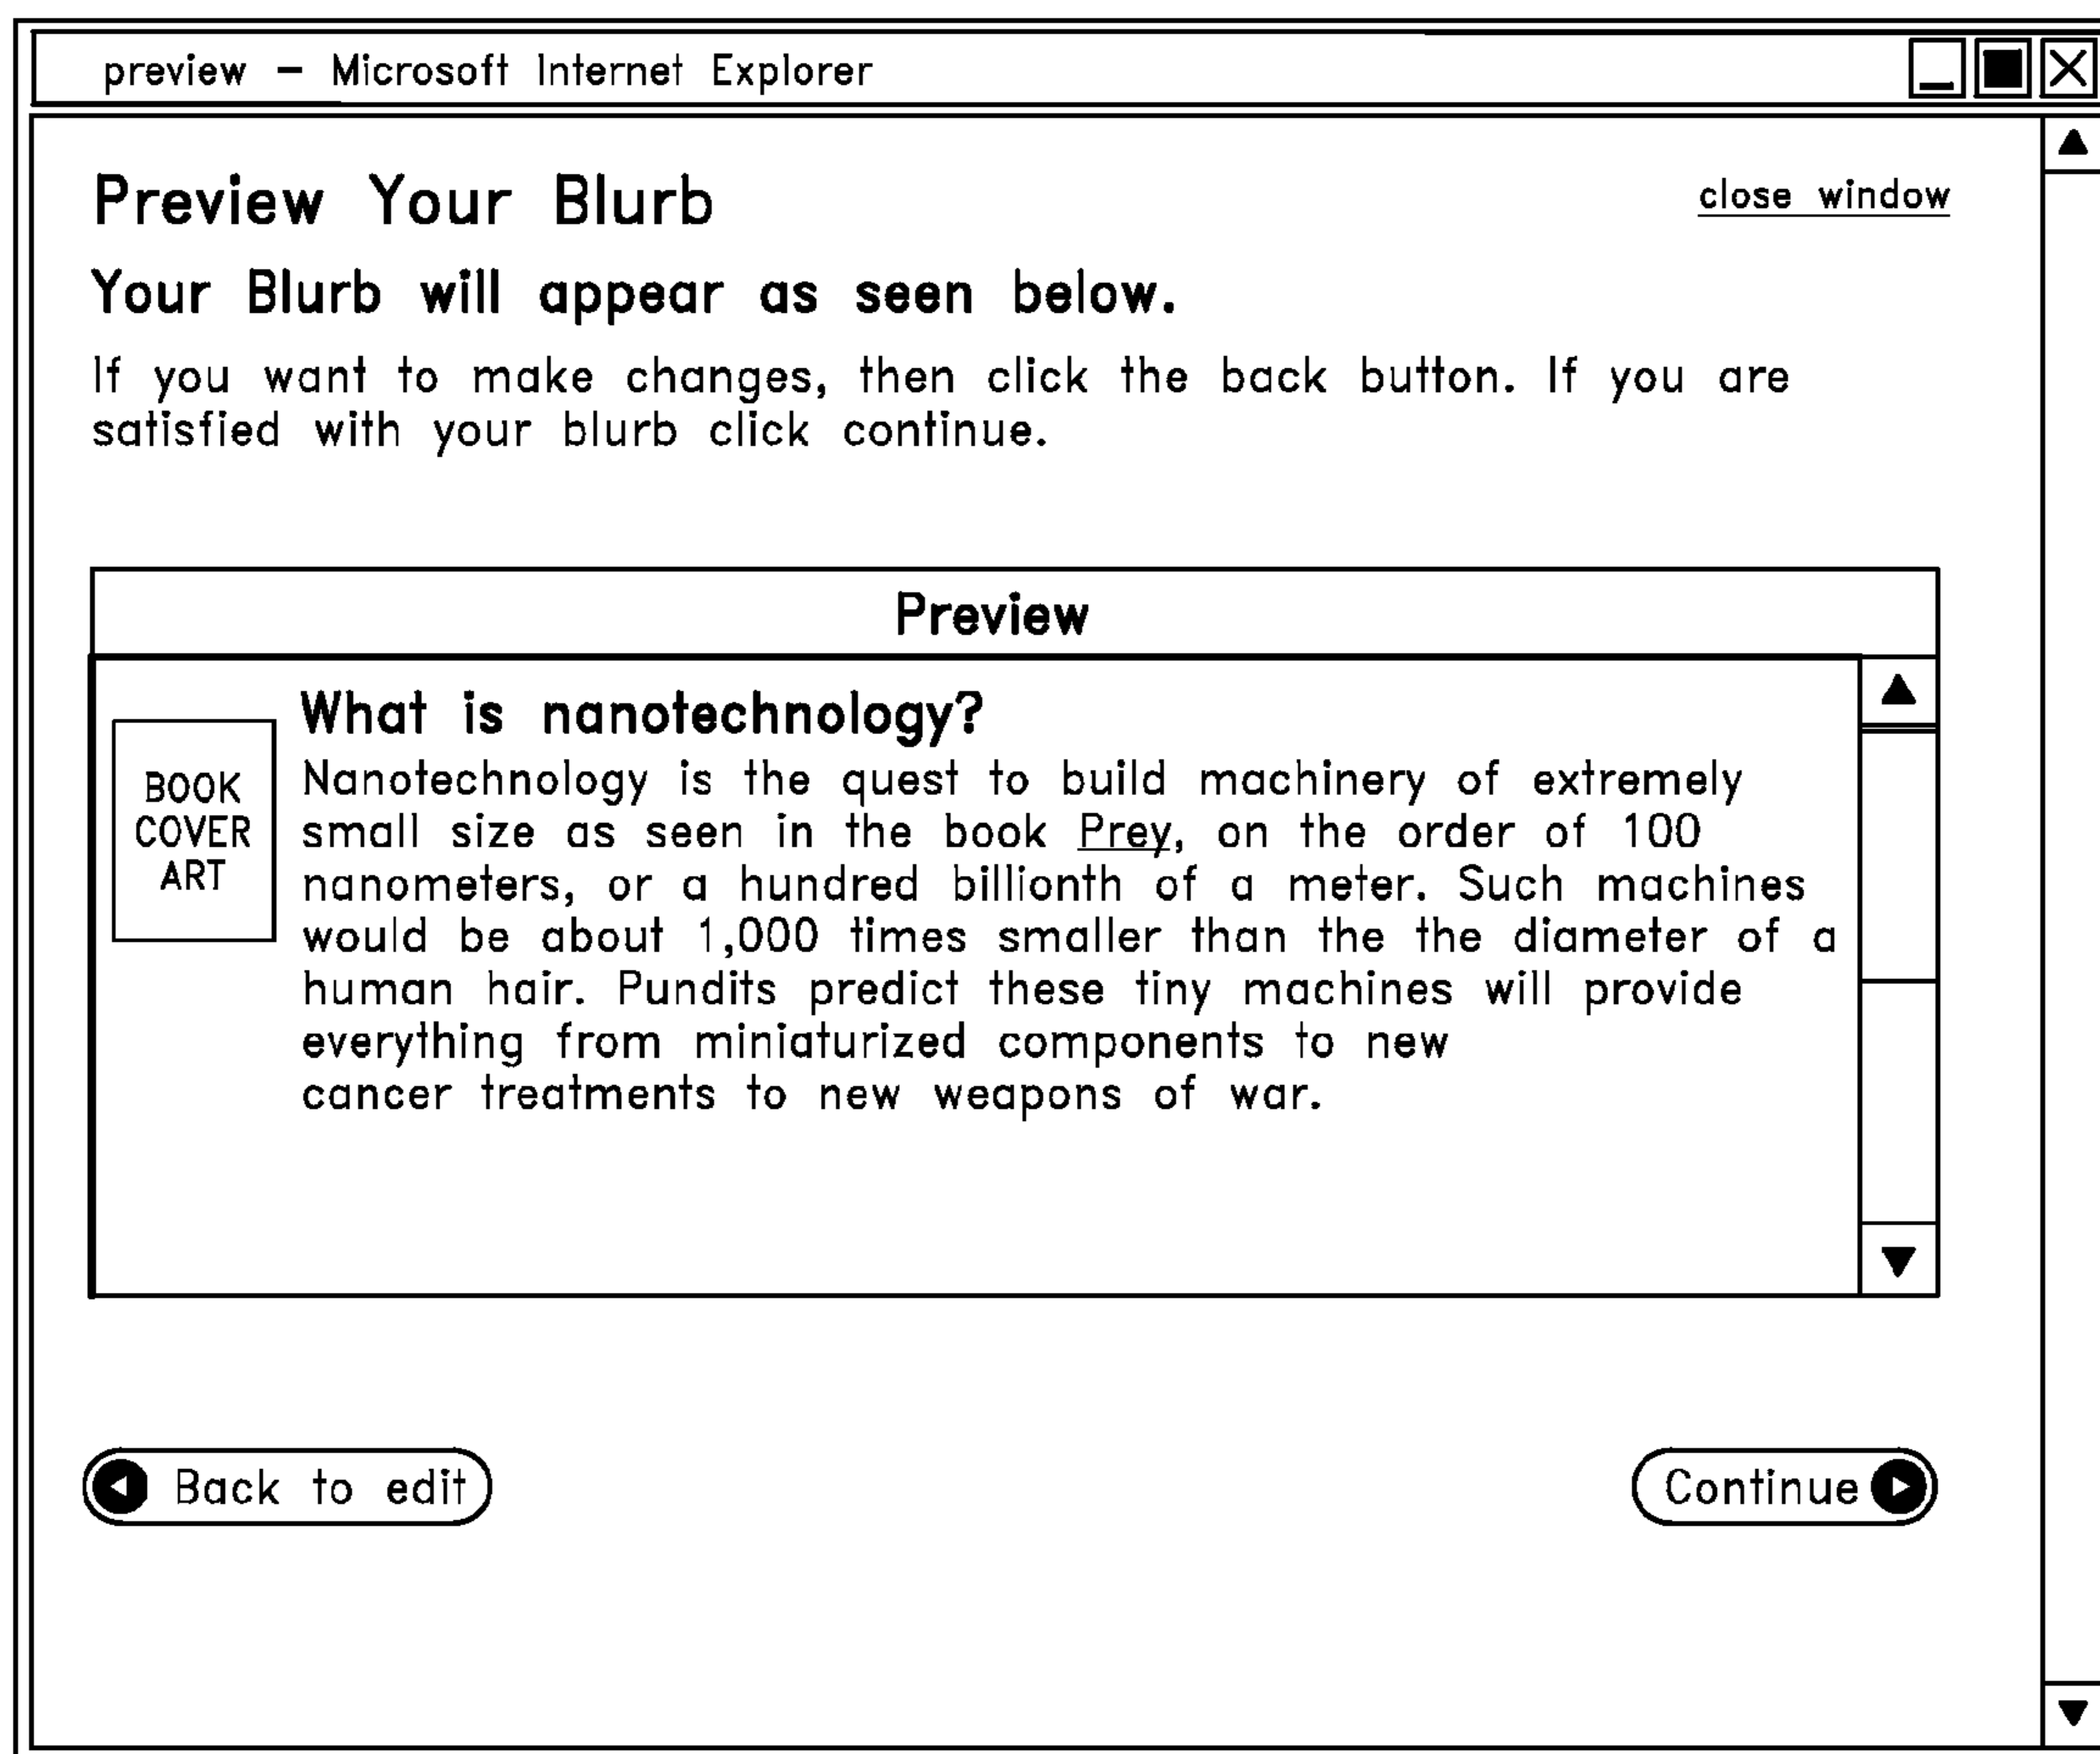 preview – Microsoft Internet Explorer
Preview Your Blurb
close window
Your Blurb will appear as seen below.
If you want to make changes, then click the back button. If you are
satisfied with your blurb click continue.
Preview
BOOK
COVER
ART
What is nanotechnology?
Nanotechnology is the quest to build machinery of extremely
small size as seen in the book Prey, on the order of 100
nanometers, or a hundred billionth of a meter. Such machines
would be about 1,000 times smaller than the the diameter of a
human hair. Pundits predict these tiny machines will provide
everything from miniaturized components to new
cancer treatments to new weapons of war.
Back to edit
Continue